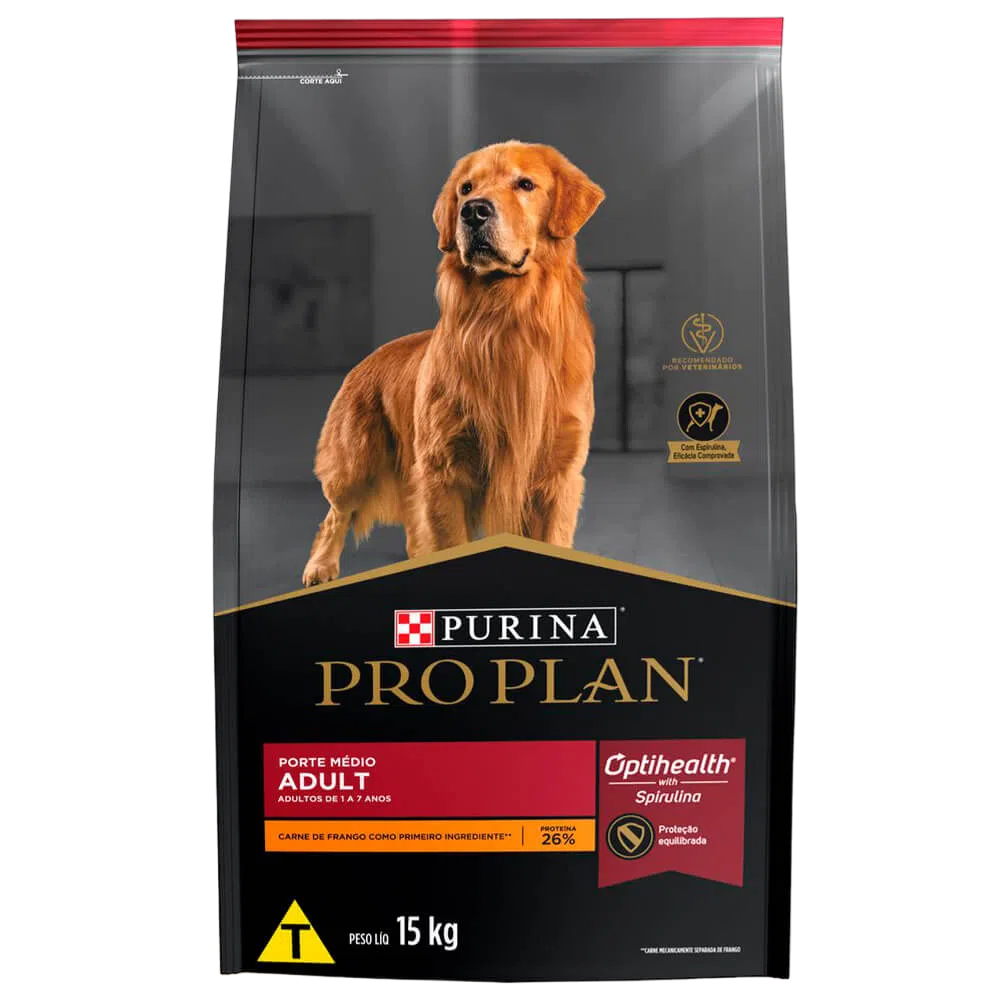 CORTE AQUI
RECOMENDADO
POR VETERINÁRIOS
Com Espirulina,
Eficácia Comprovada
PURINA®
PRO PLAN®
PORTE MÉDIO
ADULT
ADULTOS DE 1 A 7 ANOS
CARNE DE FRANGO COMO PRIMEIRO INGREDIENTE**
PROTEÍNA
26%
Optihealth®
with
Spirulina
Proteção
equilibrada
T
PESO LÍQ 15 kg
**CARNE MECANICAMENTE SEPARADA DE FRANGO